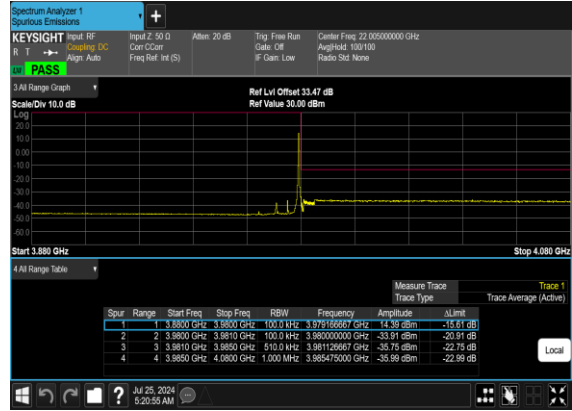 Spectrum Analyzer 1
Spurious Emissions
KEYSIGHT Input: RF Input Z: 50 Ω Atten: 20 dB Trig: Free Run Center Freq: 22.005000000 GHz
R T Coupling: DC Corr CCorr Gate: Off Avg|Hold: 100/100
Align: Auto Freq Ref: Int (S) IF Gain: Low Radio Std: None
LW PASS
3 All Range Graph
Ref Lvl Offset 33.47 dB
Scale/Div 10.0 dB Ref Value 30.00 dBm
Log
20.0
10.0
0.00
-10.0
-20.0
-30.0
-40.0
-50.0
-60.0
Start 3.880 GHz Stop 4.080 GHz
4 All Range Table
Measure Trace Trace 1
Trace Type Trace Average (Active)
Spur Range Start Freq Stop Freq RBW Frequency Amplitude ΔLimit
1 1 3.8800 GHz 3.9800 GHz 100.0 kHz 3.979166667 GHz 14.39 dBm -15.61 dB
2 2 3.9800 GHz 3.9810 GHz 100.0 kHz 3.980000000 GHz -33.91 dBm -20.91 dB
3 3 3.9810 GHz 3.9850 GHz 510.0 kHz 3.981126667 GHz -35.75 dBm -22.75 dB
4 4 3.9850 GHz 4.0800 GHz 1.000 MHz 3.985475000 GHz -35.99 dBm -22.99 dB
Local
?
Jul 25, 2024
5:20:55 AM